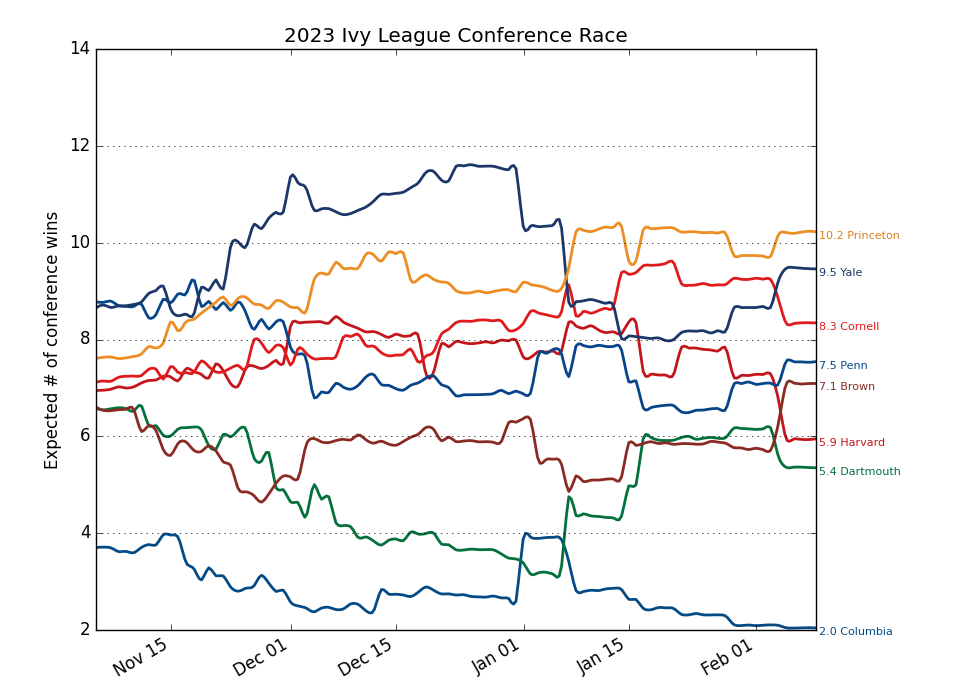 2023 Ivy League Conference Race
Expected # of conference wins
14
12
10
8
6
4
2
10.2 Princeton
9.5 Yale
8.3 Cornell
7.5 Penn
7.1 Brown
5.9 Harvard
5.4 Dartmouth
2.0 Columbia
Nov 15
Dec 01
Dec 15
Jan 01
Jan 15
Feb 01